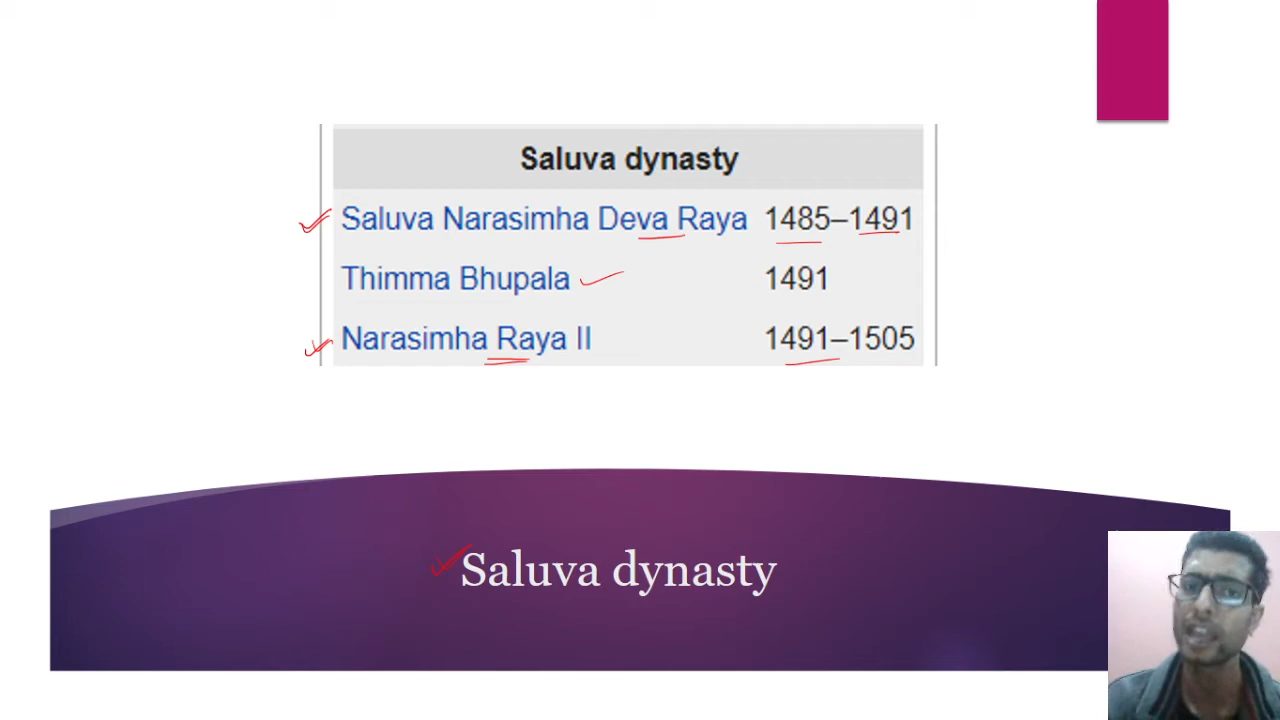 Saluva dynasty
Saluva Narasimha Deva Raya 1485–1491
Thimma Bhupala 1491
Narasimha Raya II 1491–1505
Saluva dynasty